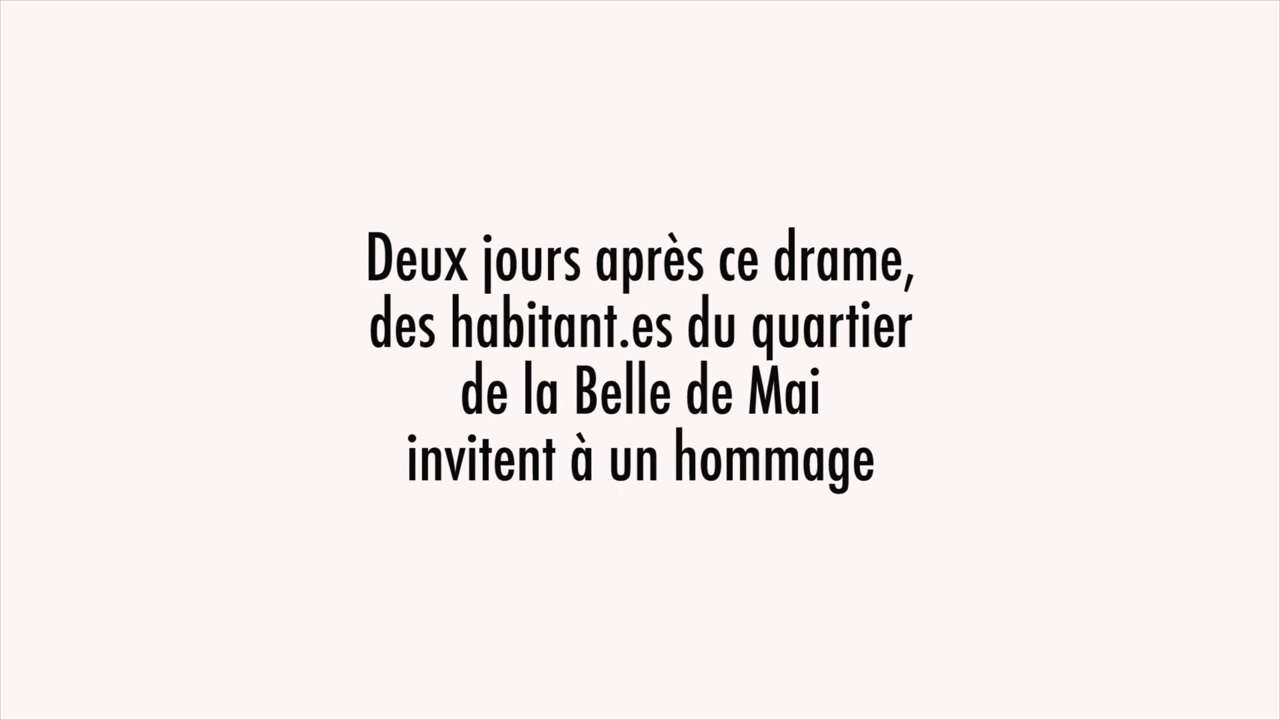 Deux jours après ce drame,
des habitant.es du quartier
de la Belle de Mai
invitent à un hommage